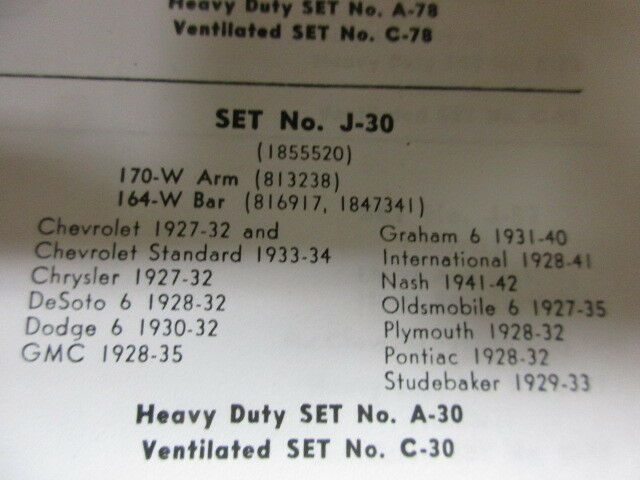 Heavy Duty SET No. A-78
Ventilated SET No. C-78
SET No. J-30
(1855520)
170-W Arm (813238)
164-W Bar (816917, 1847341)
Chevrolet 1927-32 and
Chevrolet Standard 1933-34
Chrysler 1927-32
DeSoto 6 1928-32
Dodge 6 1930-32
GMC 1928-35
Graham 6 1931-40
International 1928-41
Nash 1941-42
Oldsmobile 6 1927-35
Plymouth 1928-32
Pontiac 1928-32
Studebaker 1929-33
Heavy Duty SET No. A-30
Ventilated SET No. C-30